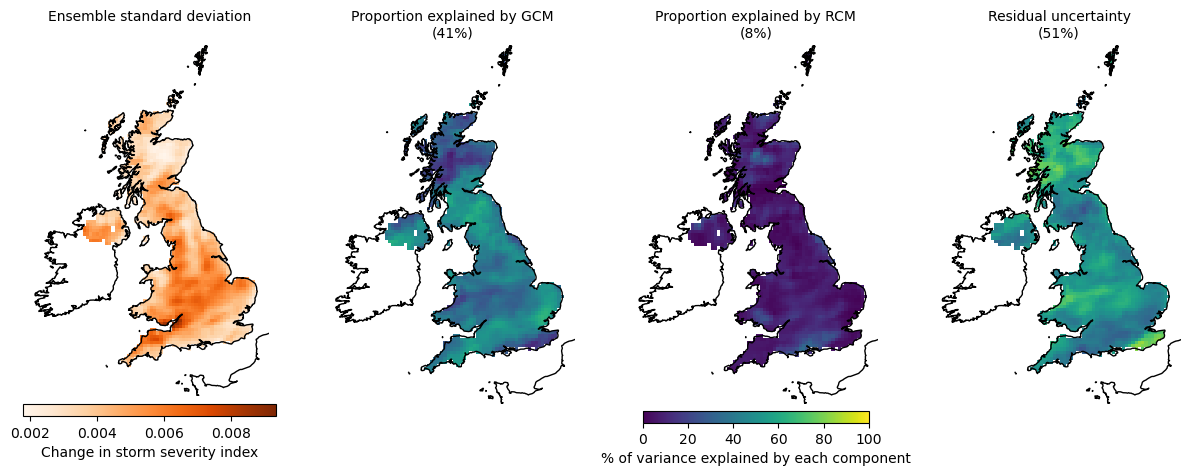 Ensemble standard deviation
Proportion explained by GCM
(41%)
Proportion explained by RCM
(8%)
Residual uncertainty
(51%)
0.002 0.004 0.006 0.008
Change in storm severity index
0 20 40 60 80 100
% of variance explained by each component